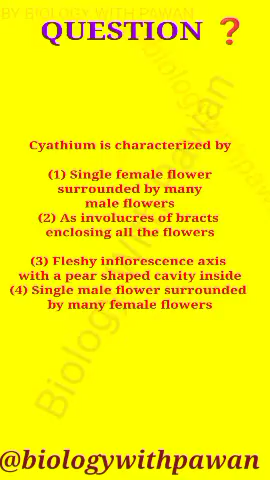 BY BIOLOGY WITH PAWAN
QUESTION ❓
Cyathium is characterized by
(1) Single female flower
surrounded by many
male flowers
(2) As involucres of bracts
enclosing all the flowers
(3) Fleshy inflorescence axis
with a pear shaped cavity inside
(4) Single male flower surrounded
by many female flowers
Biologywithpawan
@biologywithpawan